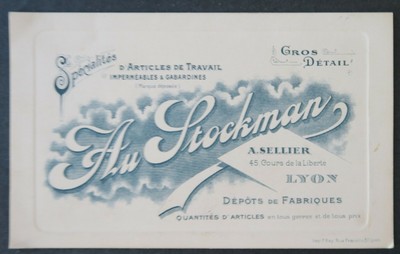 Spécialités
D'ARTICLES DE TRAVAIL
IMPERMÉABLES & GABARDINES
GROS
DÉTAIL
Au Stockman
A. SELLIER
45, Cours de la Liberté
LYON
DÉPÔTS DE FABRIQUES
QUANTITÉS D'ARTICLES en tous genres et de tous prix